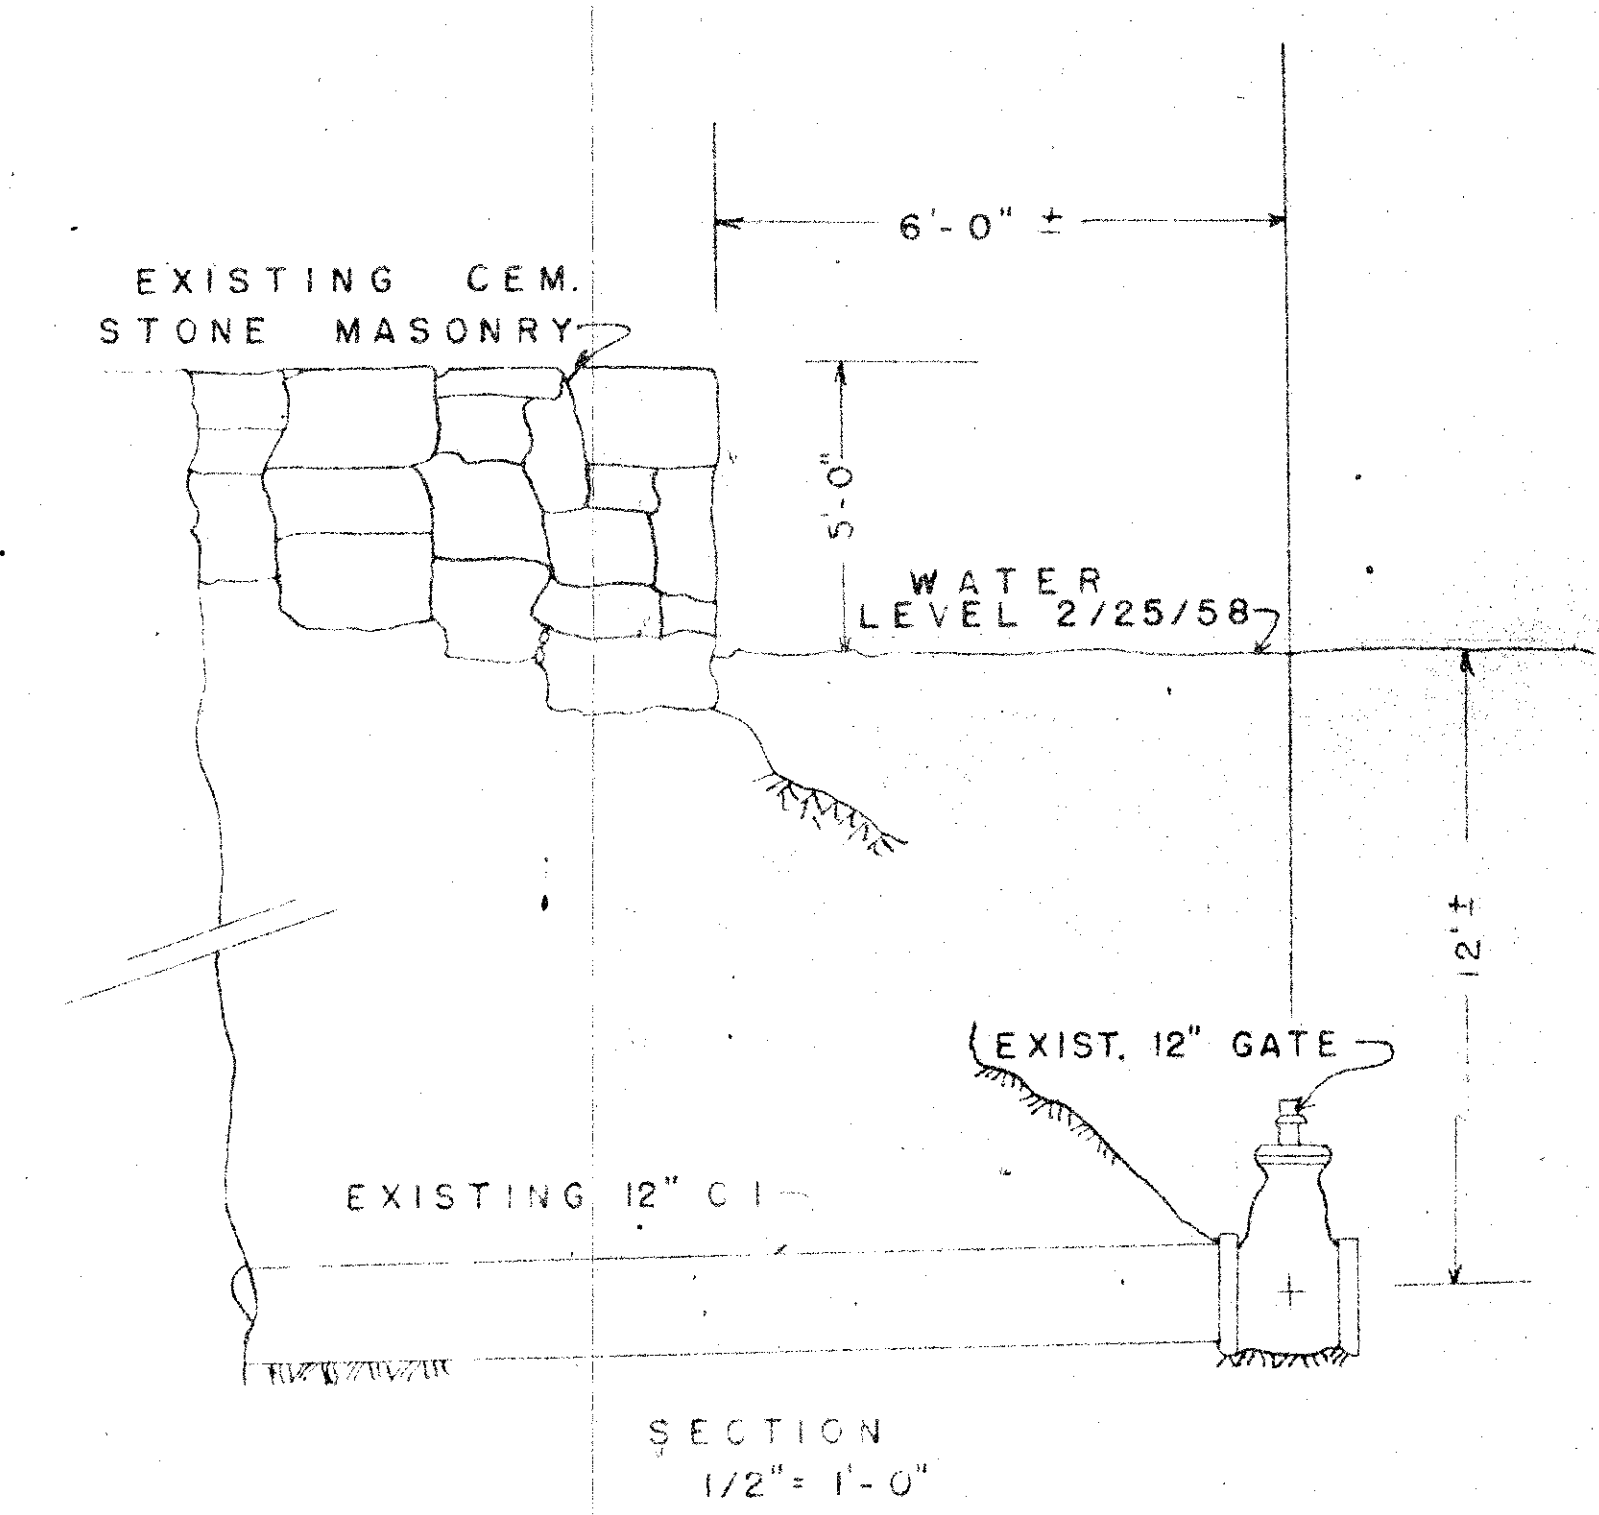 6'-0" ±
EXISTING CEM.
STONE MASONRY
5'-0"
WATER
LEVEL 2/25/58
12' ±
EXIST. 12" GATE
EXISTING 12" C I
SECTION
1/2" = 1'-0"